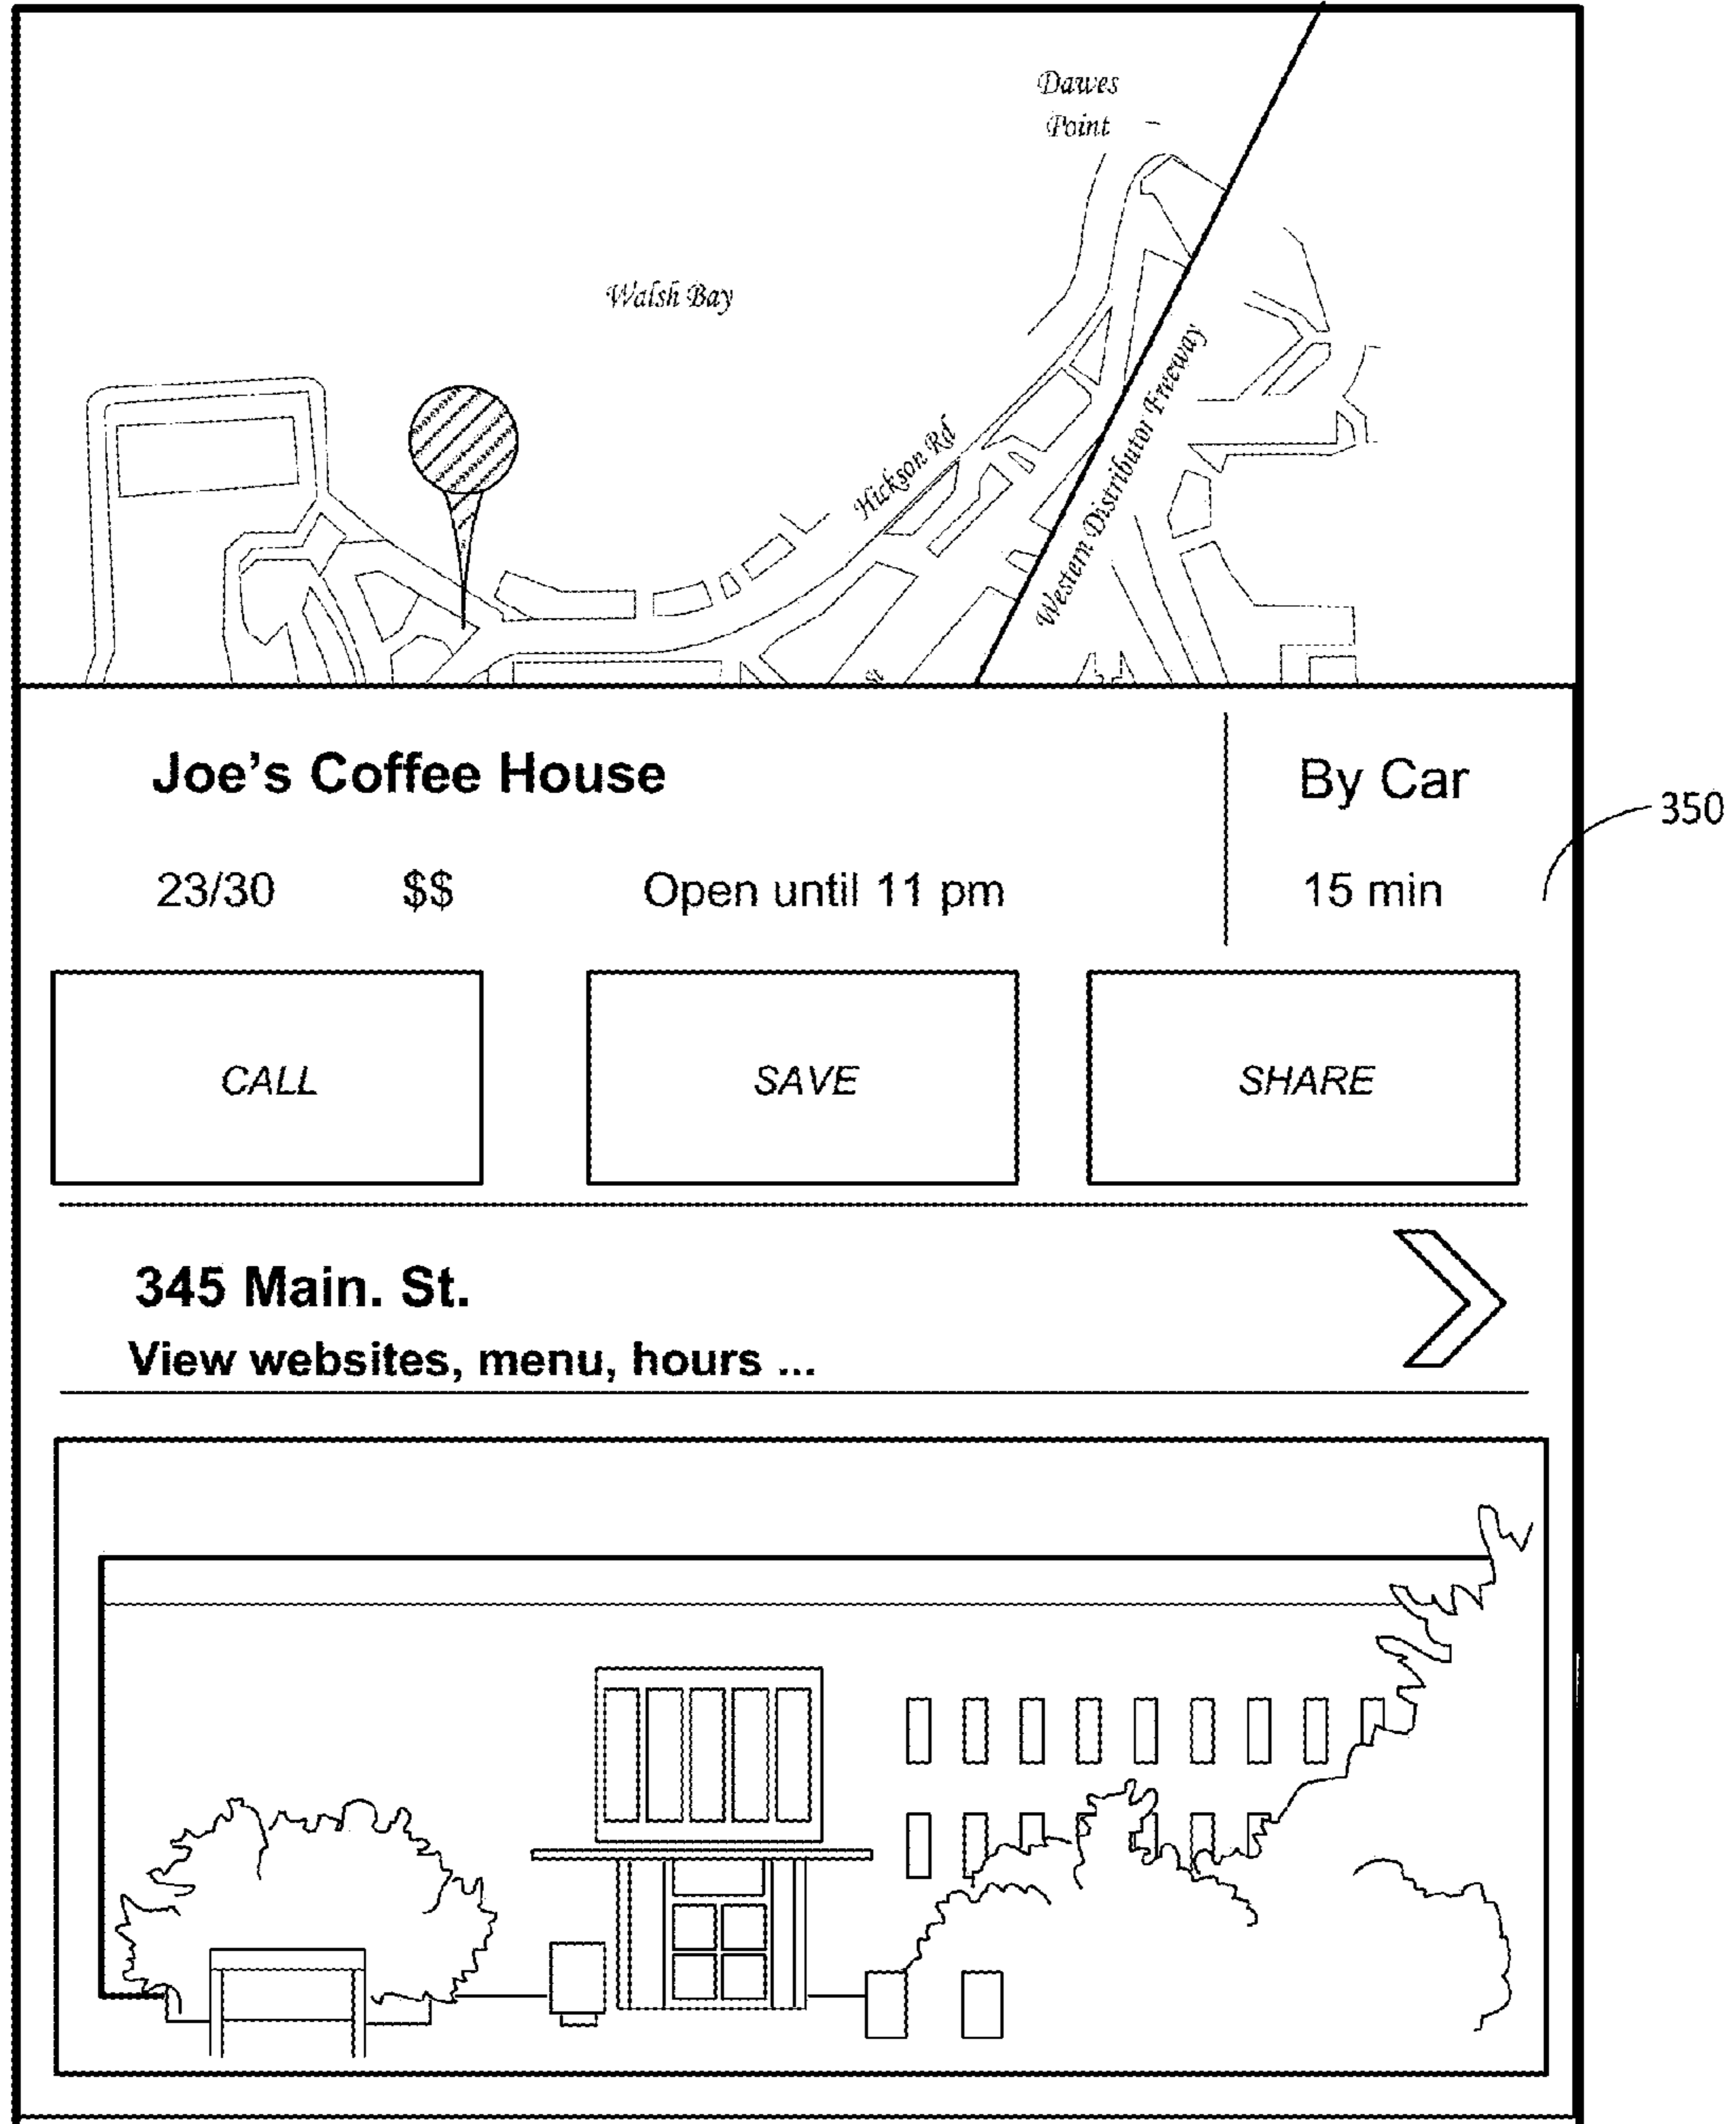 Dawes
Point
Walsh Bay
Hickson Rd
Western Distributor Freeway
St
Joe's Coffee House
By Car
350
23/30 $$ Open until 11 pm
15 min
CALL SAVE SHARE
345 Main. St.
View websites, menu, hours ...